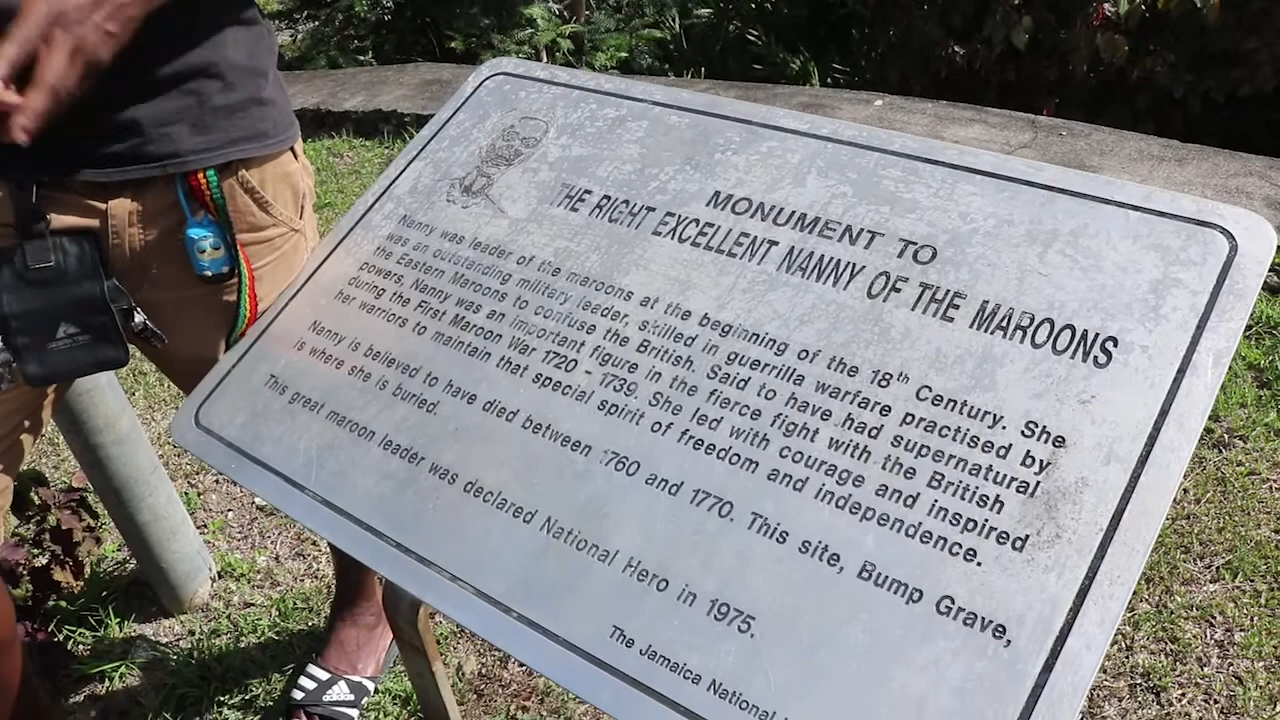 MONUMENT TO
THE RIGHT EXCELLENT NANNY OF THE MAROONS
Nanny was leader of the maroons at the beginning of the 18th Century. She
was an outstanding military leader, skilled in guerrilla warfare practised by
the Eastern Maroons to confuse the British. Said to have had supernatural
powers, Nanny was an important figure in the fierce fight with the British
during the First Maroon War 1720 - 1739. She led with courage and inspired
her warriors to maintain that special spirit of freedom and independence.
Nanny is believed to have died between 1760 and 1770. This site, Bump Grave,
is where she is buried.
This great maroon leader was declared National Hero in 1975.
The Jamaica National
adidas